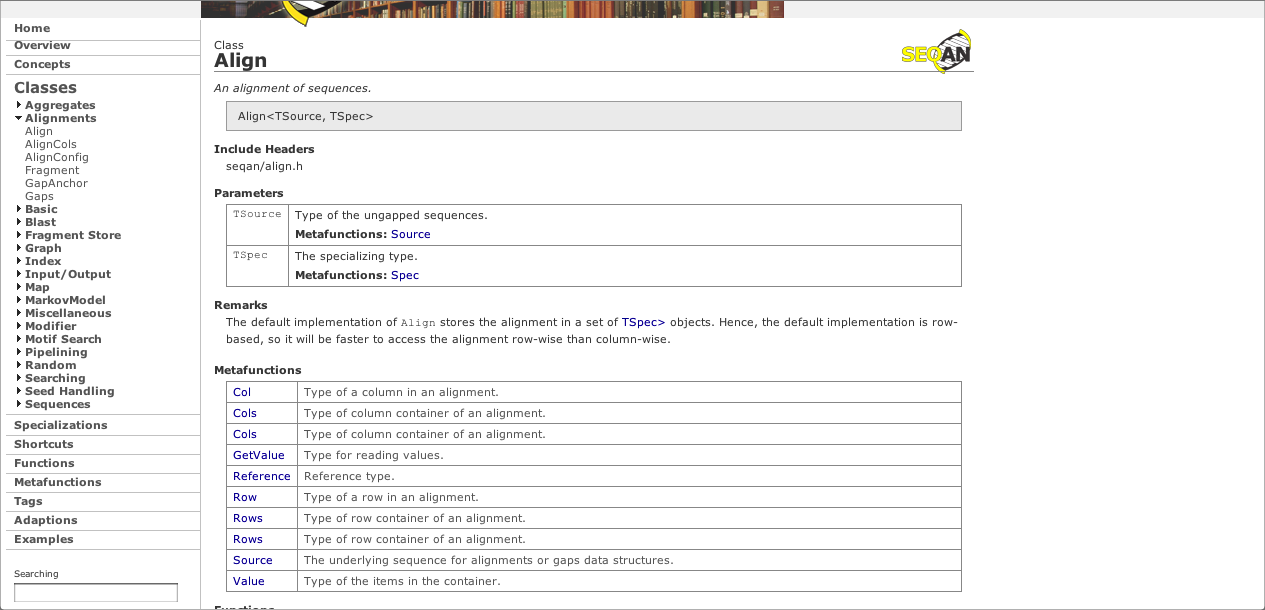 Home
Overview
Concepts
Classes
Aggregates
Alignments
Align
AlignCols
AlignConfig
Fragment
GapAnchor
Gaps
Basic
Blast
Fragment Store
Graph
Index
Input/Output
Map
MarkovModel
Miscellaneous
Modifier
Motif Search
Pipelining
Random
Searching
Seed Handling
Sequences
Specializations
Shortcuts
Functions
Metafunctions
Tags
Adaptions
Examples
Searching
Class
Align
SEQAN
An alignment of sequences.
Align<TSource, TSpec>
Include Headers
seqan/align.h
Parameters
TSource Type of the ungapped sequences.
Metafunctions: Source
TSpec The specializing type.
Metafunctions: Spec
Remarks
The default implementation of Align stores the alignment in a set of TSpec> objects. Hence, the default implementation is row-
based, so it will be faster to access the alignment row-wise than column-wise.
Metafunctions
Col Type of a column in an alignment.
Cols Type of column container of an alignment.
Cols Type of column container of an alignment.
GetValue Type for reading values.
Reference Reference type.
Row Type of a row in an alignment.
Rows Type of row container of an alignment.
Rows Type of row container of an alignment.
Source The underlying sequence for alignments or gaps data structures.
Value Type of the items in the container.
Functions